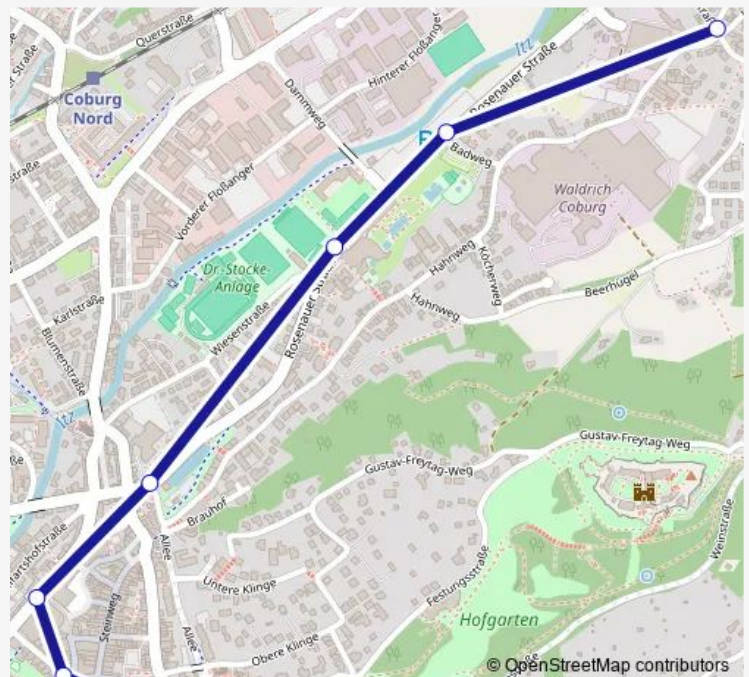 Querstraße
Itz
Coburg
Nord
Hinterer Floßanger
Rosenauer Straße
Dammweg
Badweg
Vorderer Floßanger
Waldrich
Coburg
Hahnweg
Köcherweg
Dr.-Stocke-
Anlage
Beerhügel
Karlstraße
Hahnweg
Wiesenstraße
Blumenstraße
Itz
Gustav-Freytag-Weg
Gustav-Freytag-Weg
Brauhof
Allee
Weinstraße
Untere Klinge
Festungsstraße
Steinweg
Hofgarten
Allee
Obere Klinge
© OpenStreetMap contributors